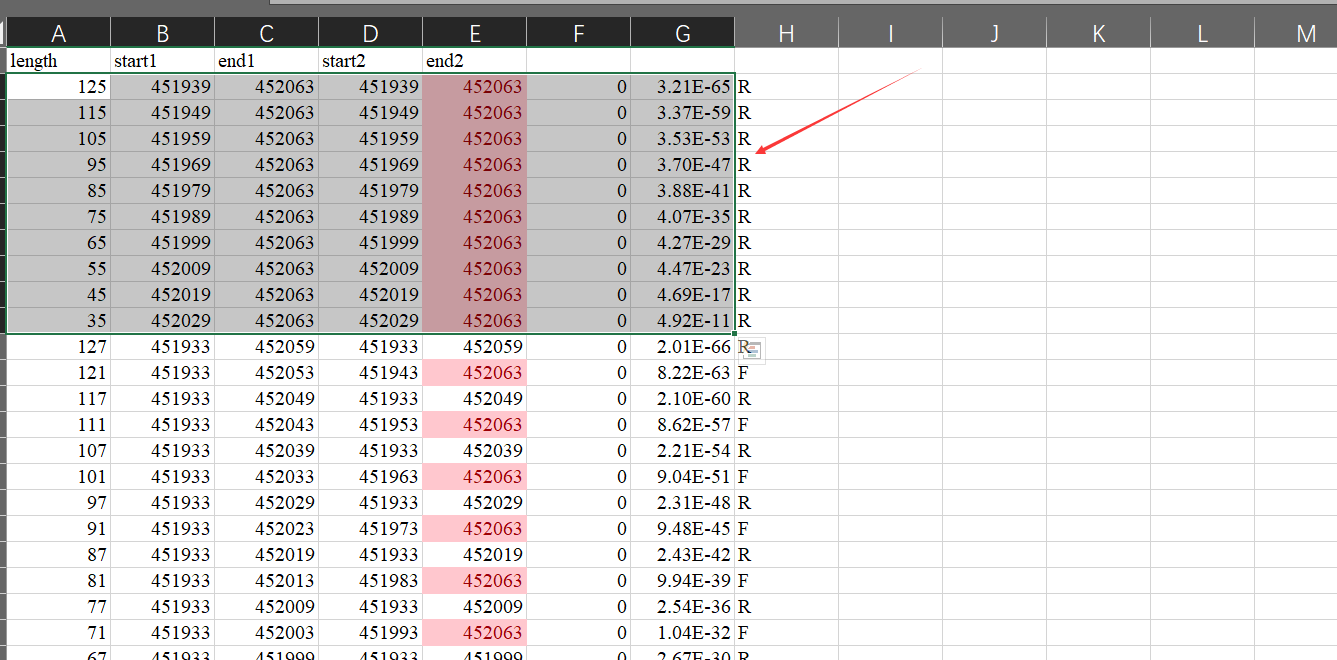 A B C D E F G H I J K L M
length start1 end1 start2 end2
125 451939 452063 451939 452063 0 3.21E-65 R
115 451949 452063 451949 452063 0 3.37E-59 R
105 451959 452063 451959 452063 0 3.53E-53 R
95 451969 452063 451969 452063 0 3.70E-47 R
85 451979 452063 451979 452063 0 3.88E-41 R
75 451989 452063 451989 452063 0 4.07E-35 R
65 451999 452063 451999 452063 0 4.27E-29 R
55 452009 452063 452009 452063 0 4.47E-23 R
45 452019 452063 452019 452063 0 4.69E-17 R
35 452029 452063 452029 452063 0 4.92E-11 R
127 451933 452059 451933 452059 0 2.01E-66 R
121 451933 452053 451943 452063 0 8.22E-63 F
117 451933 452049 451933 452049 0 2.10E-60 R
111 451933 452043 451953 452063 0 8.62E-57 F
107 451933 452039 451933 452039 0 2.21E-54 R
101 451933 452033 451963 452063 0 9.04E-51 F
97 451933 452029 451933 452029 0 2.31E-48 R
91 451933 452023 451973 452063 0 9.48E-45 F
87 451933 452019 451933 452019 0 2.43E-42 R
81 451933 452013 451983 452063 0 9.94E-39 F
77 451933 452009 451933 452009 0 2.54E-36 R
71 451933 452003 451993 452063 0 1.04E-32 F
67 451933 451999 451933 451999 0 2.67E-30 R